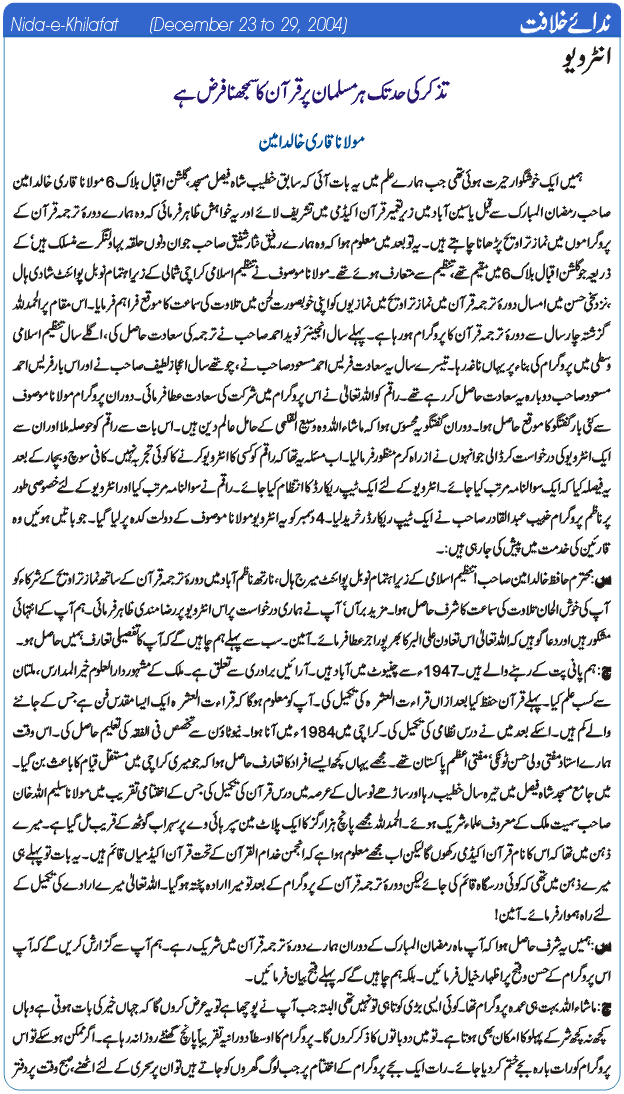 Nida-e-Khilafat (December 23 to 29, 2004) ندائے خلافت
انٹرویو
تذکر کی حد تک ہر مسلمان پر قرآن کا سمجھنا فرض ہے
مولانا قاری خالد امین
ہمیں ایک خوشگوار حیرت ہوئی تھی جب ہمارے علم میں یہ بات آئی کہ سابق خطیب شاہ فیصل مسجد، گلشن اقبال بلاک 6 مولانا قاری خالد امین
صاحب رمضان المبارک سے قبل یاسین آباد میں زیر تعمیر قرآن اکیڈمی میں تشریف لائے اور یہ خواہش ظاہر فرمائی کہ وہ ہمارے دورۂ ترجمہ قرآن کے
پروگراموں میں نماز تراویح پڑھانا چاہتے ہیں۔ یہ تو بعد میں معلوم ہوا کہ وہ ہمارے رفیق نثار شفیق صاحب جو ان دنوں حلقہ بہاولنگر سے منسلک ہیں' کے
ذریعہ جو گلشن اقبال بلاک 6 میں مقیم تھے، تنظیم سے متعارف ہوئے تھے۔ مولانا موصوف نے تنظیم اسلامی کراچی شمالی کے زیر اہتمام نوبل پوائنٹ شادی ہال
، نزد سخی حسن میں امسال دورۂ ترجمہ قرآن میں نماز تراویح میں نمازیوں کو اپنی خوبصورت لحن میں تلاوت کی سماعت کا موقع فراہم فرمایا۔ اس مقام پر الحمد للہ
گزشتہ چار سال سے دورۂ ترجمہ قرآن کا پروگرام ہو رہا ہے۔ پہلے سال انجینئر نوید احمد صاحب نے ترجمہ کی سعادت حاصل کی، اگلے سال تنظیم اسلامی
وسطی میں پروگرام کی بناء پر یہاں ناغہ رہا۔ تیسرے سال یہ سعادت فریس احمد مسعود صاحب نے، چوتھے سال اعجاز لطیف صاحب نے اور اس بار فریس احمد
مسعود صاحب دوبارہ یہ سعادت حاصل کر رہے تھے۔ راقم کو اللہ تعالیٰ نے اس پروگرام میں شرکت کی سعادت عطا فرمائی۔ دوران پروگرام مولانا موصوف
سے کئی بار گفتگو کا موقع حاصل ہوا۔ دوران گفتگو یہ محسوس ہوا کہ ماشاء اللہ وہ وسیع القلبی کے حامل عالم دین ہیں۔ اس بات سے راقم کو حوصلہ ملا اور ان سے
ایک انٹرویو کی درخواست کر ڈالی جو انہوں نے از راہ کرم منظور فرمالیا۔ اب مسئلہ یہ تھا کہ راقم کو کسی کا انٹرویو کرنے کا کوئی تجربہ نہیں۔ کافی سوچ و بچار کے بعد
یہ فیصلہ کیا کہ ایک سوالنامہ مرتب کیا جائے۔ انٹرویو کے لئے ایک ٹیپ ریکارڈ کا انتظام کیا جائے۔ راقم نے سوالنامہ مرتب کیا اور انٹرویو کے لئے خصوصی طور
پر ناظم پروگرام خبیب عبدالقادر صاحب نے ایک ٹیپ ریکارڈر خرید لیا۔ 4 دسمبر کو یہ انٹرویو مولانا موصوف کے دولت کدہ پر لیا گیا۔ جو باتیں ہوئیں وہ
قارئین کی خدمت میں پیش کی جا رہی ہیں:۔
س: محترم حافظ خالد امین صاحب! تنظیم اسلامی کے زیر اہتمام نوبل پوائنٹ میرج ہال، نارتھ ناظم آباد میں دورۂ ترجمہ قرآن کے ساتھ نماز تراویح کے شرکاء کو
آپ کی خوش الحان تلاوت کی سماعت کا شرف حاصل ہوا۔ مزید برآں آپ نے ہماری درخواست پر اس انٹرویو پر رضا مندی ظاہر فرمائی۔ ہم آپ کے انتہائی
مشکور ہیں اور دعا گو ہیں کہ اللہ تعالیٰ اس تعاون علی البر کا بھرپور اجر عطا فرمائے۔ آمین۔ سب سے پہلے ہم چاہیں گے کہ آپ کا تفصیلی تعارف ہمیں حاصل ہو۔
ج: ہم پانی پت کے رہنے والے ہیں۔ 1947ء سے چنیوٹ میں آباد ہیں۔ آرائیں برادری سے تعلق ہے۔ ملک کے مشہور دارالعلوم خیر المدارس، ملتان
سے کسب علم کیا۔ پہلے قرآن حفظ کیا بعد ازاں قراءت العشرہ کی تکمیل کی۔ آپ کو معلوم ہوگا کہ قراءت العشرہ ایک ایسا مقدس فن ہے جس کے جاننے
والے کم ہیں۔ اسکے بعد میں نے درس نظامی کی تکمیل کی۔ کراچی میں 1984ء میں آنا ہوا۔ نیو ٹاؤن سے تخصص فی الفقہ کی تعلیم حاصل کی۔ اس وقت
ہمارے استاد مفتی ولی حسن ٹونکی مفتی اعظم پاکستان تھے۔ مجھے یہاں کچھ ایسے افراد کا تعارف حاصل ہوا کہ جو میری کراچی میں مستقل قیام کا باعث بن گیا۔
میں جامع مسجد شاہ فیصل میں تیرہ سال خطیب رہا اور ساڑھے نو سال کے عرصہ میں درس قرآن کی تکمیل کی جس کے اختتامی تقریب میں مولانا سلیم اللہ خان
صاحب سمیت ملک کے معروف علماء شریک ہوئے۔ الحمد للہ مجھے پانچ ہزار گز کا ایک پلاٹ مین سپر ہائی وے پر سہراب گوٹھ کے قریب مل گیا ہے۔ میرے
ذہن میں تھا کہ اس کا نام قرآن اکیڈمی رکھوں گا لیکن اب مجھے معلوم ہوا ہے کہ انجمن خدام القرآن کے تحت قرآن اکیڈمیاں قائم ہیں۔ یہ بات تو پہلے ہی
میرے ذہن میں تھی کہ کوئی درسگاہ قائم کی جائے لیکن دورۂ ترجمہ قرآن کے پروگرام کے بعد تو میرا ارادہ پختہ ہو گیا۔ اللہ تعالیٰ میرے ارادے کی تکمیل کے
لئے راہ ہموار فرمائے۔ آمین!
س: ہمیں یہ شرف حاصل ہوا کہ آپ ماہ رمضان المبارک کے دوران ہمارے دورۂ ترجمہ قرآن میں شریک رہے۔ ہم آپ سے گزارش کریں گے کہ آپ
اس پروگرام کے حسن و قبح پر اظہار خیال فرمائیں۔ بلکہ ہم چاہیں گے کہ پہلے قبح بیان فرمائیں۔
ج: ماشاء اللہ، بہت ہی عمدہ پروگرام تھا۔ کوئی ایسی بڑی کوتاہی تو نہیں تھی البتہ جب آپ نے پوچھا ہے تو یہ عرض کروں گا کہ جہاں خیر کی بات ہوتی ہے وہاں
کچھ نہ کچھ شر کے پہلو کا امکان بھی ہوتا ہے۔ تو میں دو باتوں کا ذکر کروں گا۔ پروگرام کا اوسطاً دورانیہ تقریباً پانچ گھنٹے روزانہ رہا ہے۔ اگر ممکن ہو سکے تو اس
پروگرام کو رات بارہ بجے ختم کر دیا جائے۔ رات ایک بجے پروگرام کے اختتام پر جب لوگ گھروں کو جاتے ہیں تو ان پر سحری کے لئے اٹھنے، صبح وقت پر دفتر